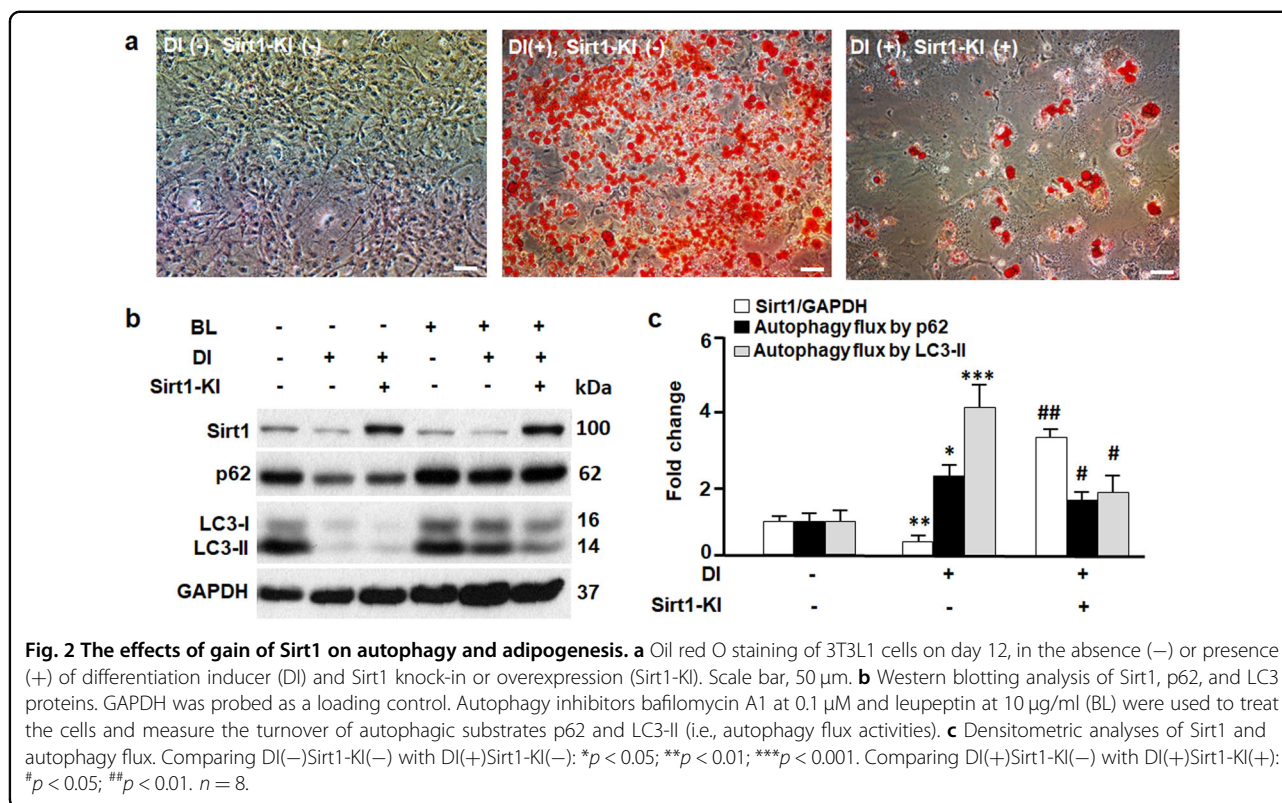 a
DI (-), Sirt1-KI (-)
DI(+), Sirt1-KI (-)
DI (+), Sirt1-KI (+)
b
BL - - - + + +
DI - + + - + +
Sirt1-KI - - + - - + kDa
Sirt1 100
p62 62
LC3-I 16
LC3-II 14
GAPDH 37
c
Sirt1/GAPDH
Autophagy flux by p62
Autophagy flux by LC3-II
Fold change
6
4
2
0
** * ***
## # #
DI - + +
Sirt1-KI - - +
Fig. 2 The effects of gain of Sirt1 on autophagy and adipogenesis. a Oil red O staining of 3T3L1 cells on day 12, in the absence (−) or presence
(+) of differentiation inducer (DI) and Sirt1 knock-in or overexpression (Sirt1-KI). Scale bar, 50 μm. b Western blotting analysis of Sirt1, p62, and LC3
proteins. GAPDH was probed as a loading control. Autophagy inhibitors bafilomycin A1 at 0.1 μM and leupeptin at 10 μg/ml (BL) were used to treat
the cells and measure the turnover of autophagic substrates p62 and LC3-II (i.e., autophagy flux activities). c Densitometric analyses of Sirt1 and
autophagy flux. Comparing DI(−)Sirt1-KI(−) with DI(+)Sirt1-KI(−): *p < 0.05; **p < 0.01; ***p < 0.001. Comparing DI(+)Sirt1-KI(−) with DI(+)Sirt1-KI(+):
#p < 0.05; ##p < 0.01. n = 8.